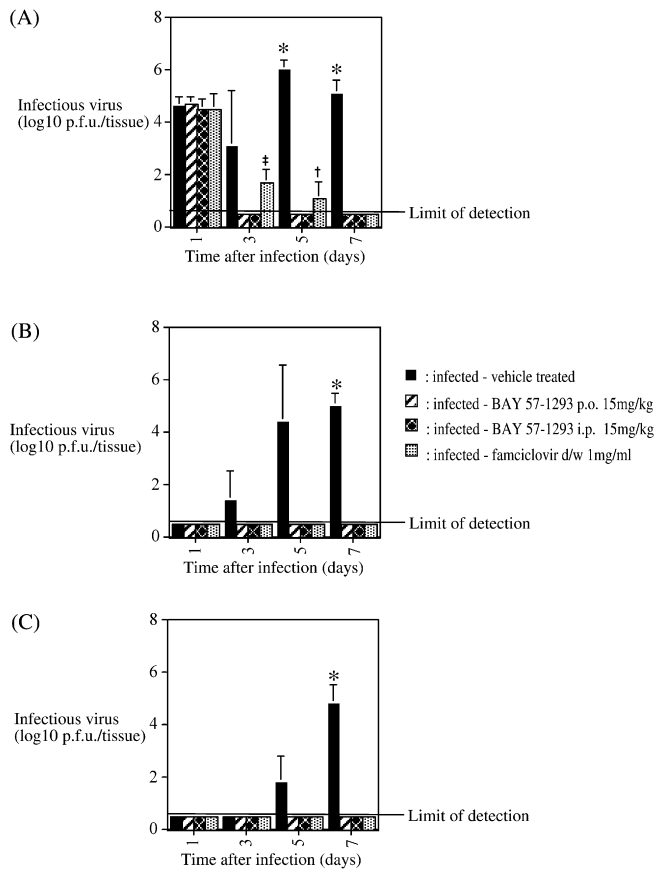 (A)
8
6
4
2
0
Infectious virus
(log10 p.f.u./tissue)
*
*
‡
†
Limit of detection
1
3
5
7
Time after infection (days)
(B)
8
6
4
2
0
Infectious virus
(log10 p.f.u./tissue)
*
Limit of detection
1
3
5
7
Time after infection (days)
: infected - vehicle treated
: infected - BAY 57-1293 p.o. 15mg/kg
: infected - BAY 57-1293 i.p. 15mg/kg
: infected - famciclovir d/w 1mg/ml
(C)
8
6
4
2
0
Infectious virus
(log10 p.f.u./tissue)
*
Limit of detection
1
3
5
7
Time after infection (days)